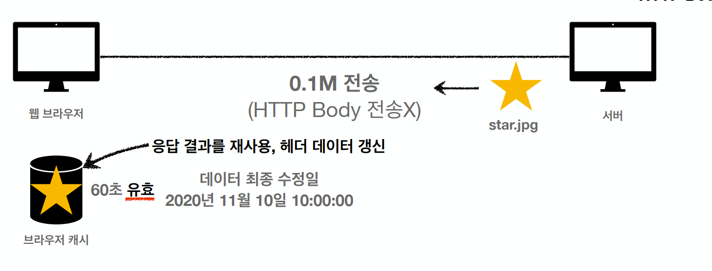 0.1M 전송
(HTTP Body 전송X)
웹 브라우저
star.jpg
서버
응답 결과를 재사용, 헤더 데이터 갱신
60초 유효
데이터 최종 수정일
2020년 11월 10일 10:00:00
브라우저 캐시